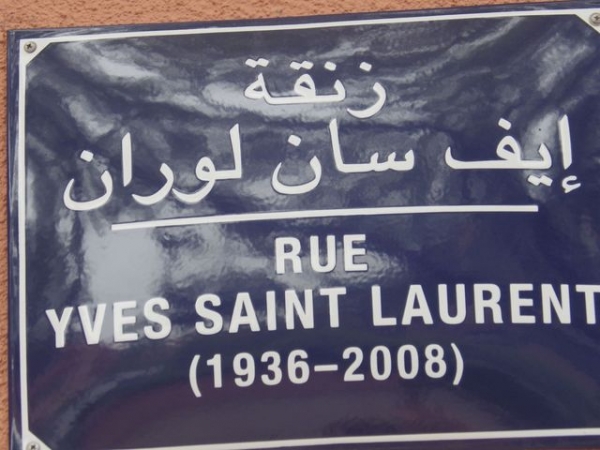 زنقة
إيف سان لوران
RUE
YVES SAINT LAURENT
(1936–2008)